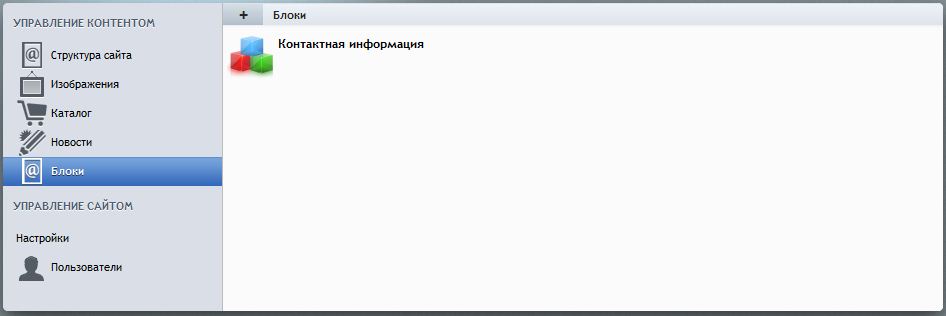 УПРАВЛЕНИЕ КОНТЕНТОМ
@ Структура сайта
Изображения
Каталог
Новости
@ Блоки
УПРАВЛЕНИЕ САЙТОМ
Настройки
Пользователи
+ Блоки
Контактная информация